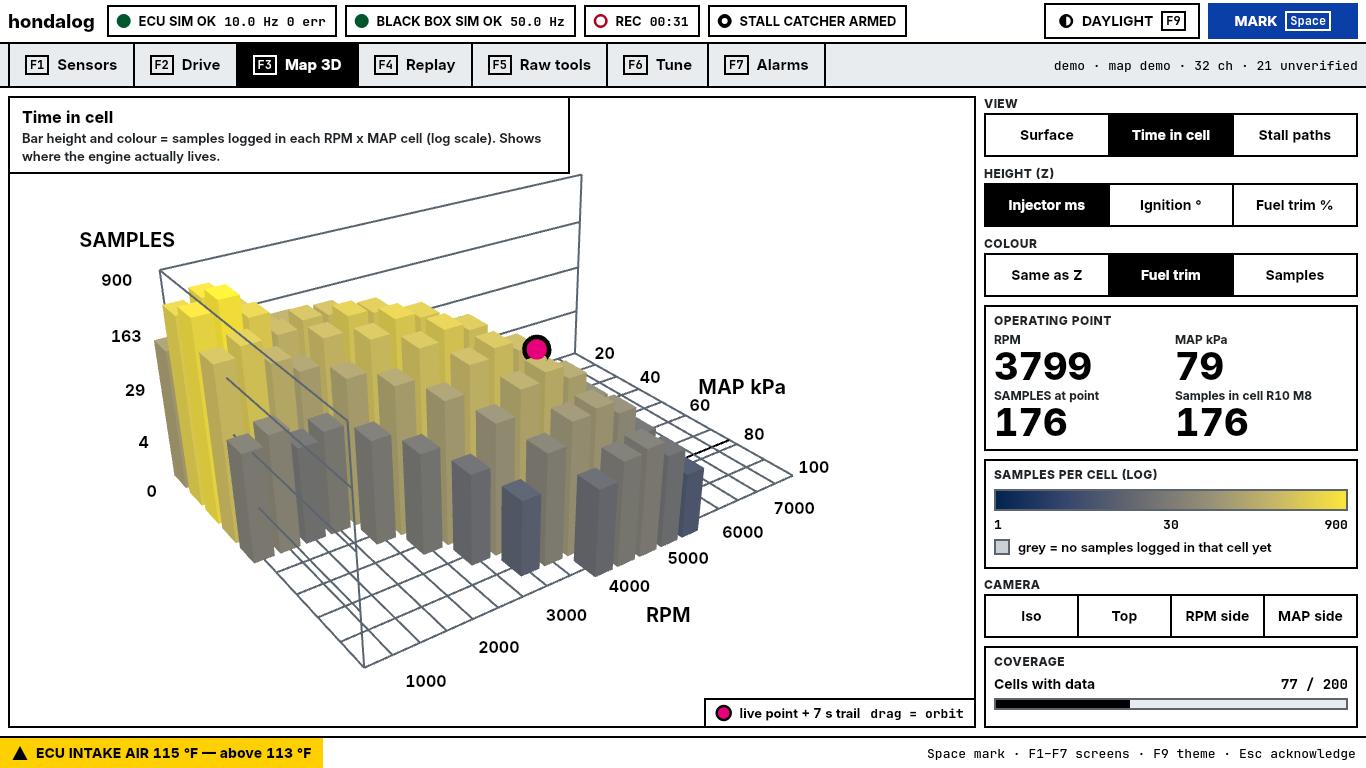 hondalog
ECU SIM OK 10.0 Hz 0 err
BLACK BOX SIM OK 50.0 Hz
REC 00:31
STALL CATCHER ARMED
DAYLIGHT F9
MARK Space
F1 Sensors
F2 Drive
F3 Map 3D
F4 Replay
F5 Raw tools
F6 Tune
F7 Alarms
demo · map demo · 32 ch · 21 unverified
Time in cell
Bar height and colour = samples logged in each RPM x MAP cell (log scale). Shows
where the engine actually lives.
SAMPLES
900
163
29
4
0
20
40
60
80
100
MAP kPa
7000
6000
5000
4000
3000
2000
1000
RPM
live point + 7 s trail drag = orbit
VIEW
Surface
Time in cell
Stall paths
HEIGHT (Z)
Injector ms
Ignition °
Fuel trim %
COLOUR
Same as Z
Fuel trim
Samples
OPERATING POINT
RPM
MAP kPa
3799
79
SAMPLES at point
Samples in cell R10 M8
176
176
SAMPLES PER CELL (LOG)
1
30
900
grey = no samples logged in that cell yet
CAMERA
Iso
Top
RPM side
MAP side
COVERAGE
Cells with data
77 / 200
ECU INTAKE AIR 115 °F — above 113 °F
Space mark · F1–F7 screens · F9 theme · Esc acknowledge